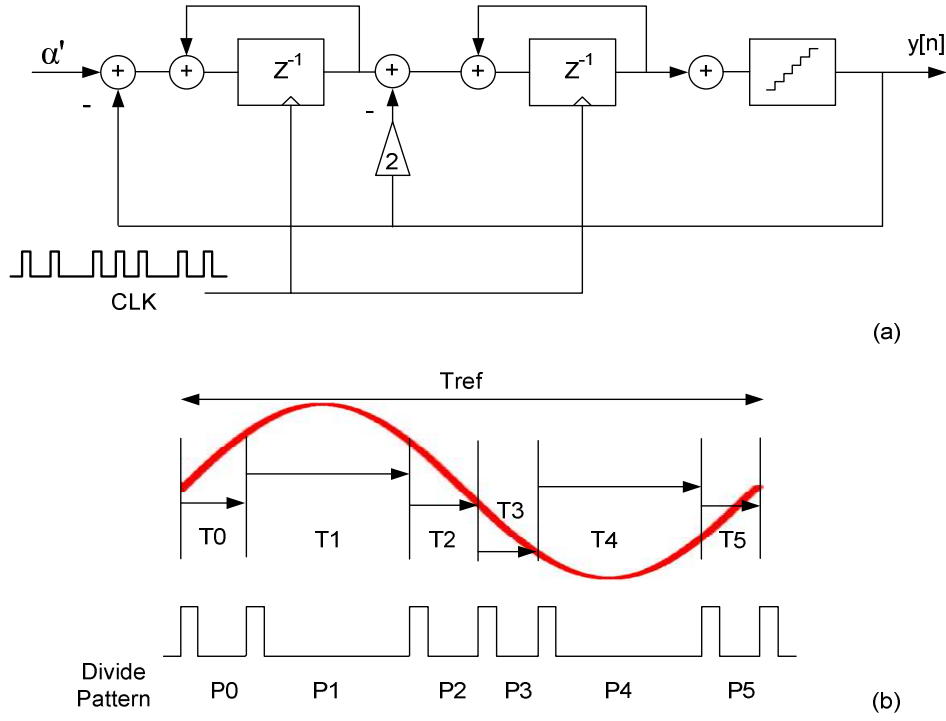 α' + + Z⁻¹ + + Z⁻¹ + y[n]
- -
2
CLK
(a)
Tref
T0 T1 T2 T3 T4 T5
Divide Pattern P0 P1 P2 P3 P4 P5
(b)